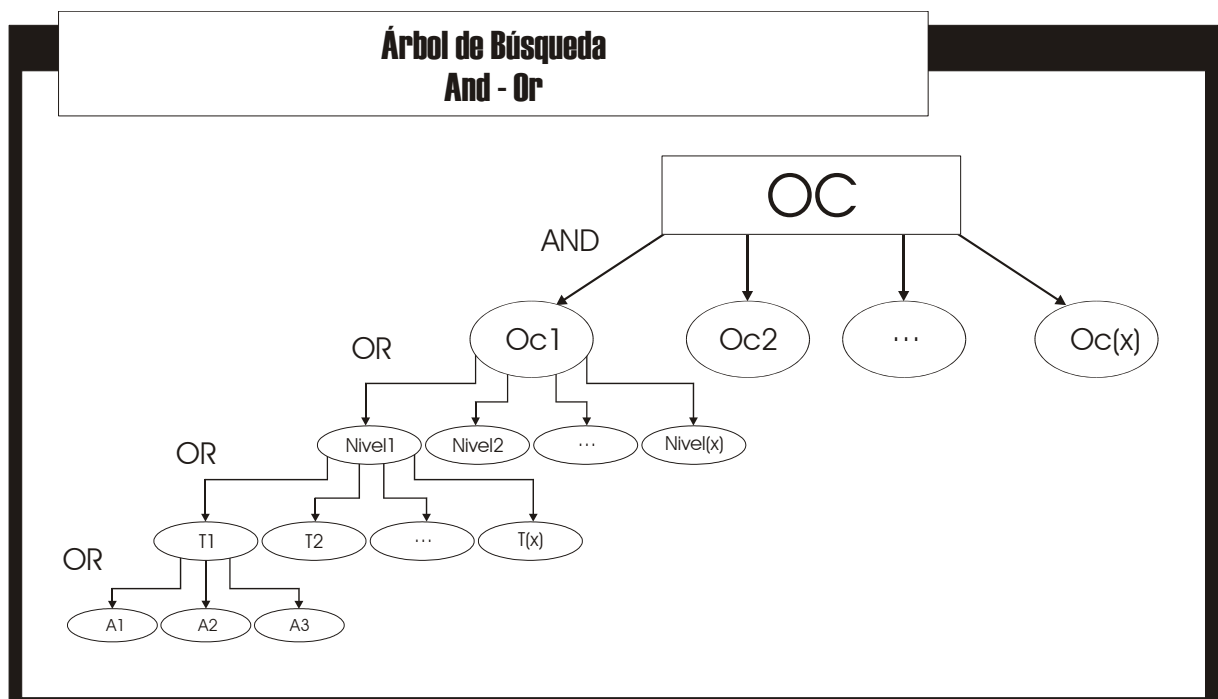 Árbol de Búsqueda
And - Or
OC
AND
Oc1
Oc2
...
Oc(x)
OR
Nivel1
Nivel2
...
Nivel(x)
OR
T1
T2
...
T(x)
OR
A1
A2
A3